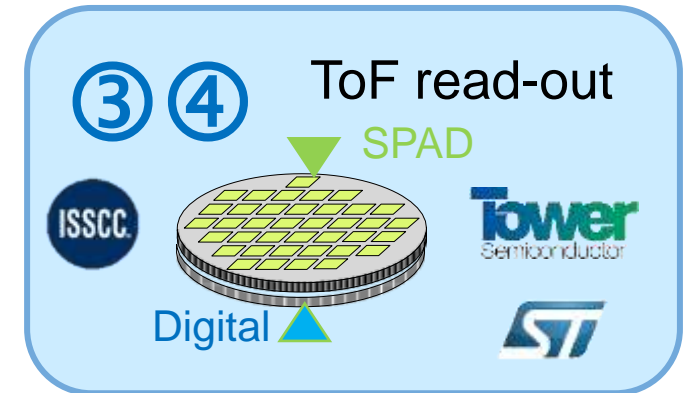 ③④ ToF read-out
SPAD
ISSCC.
Tower
Semiconductor
Digital
ST